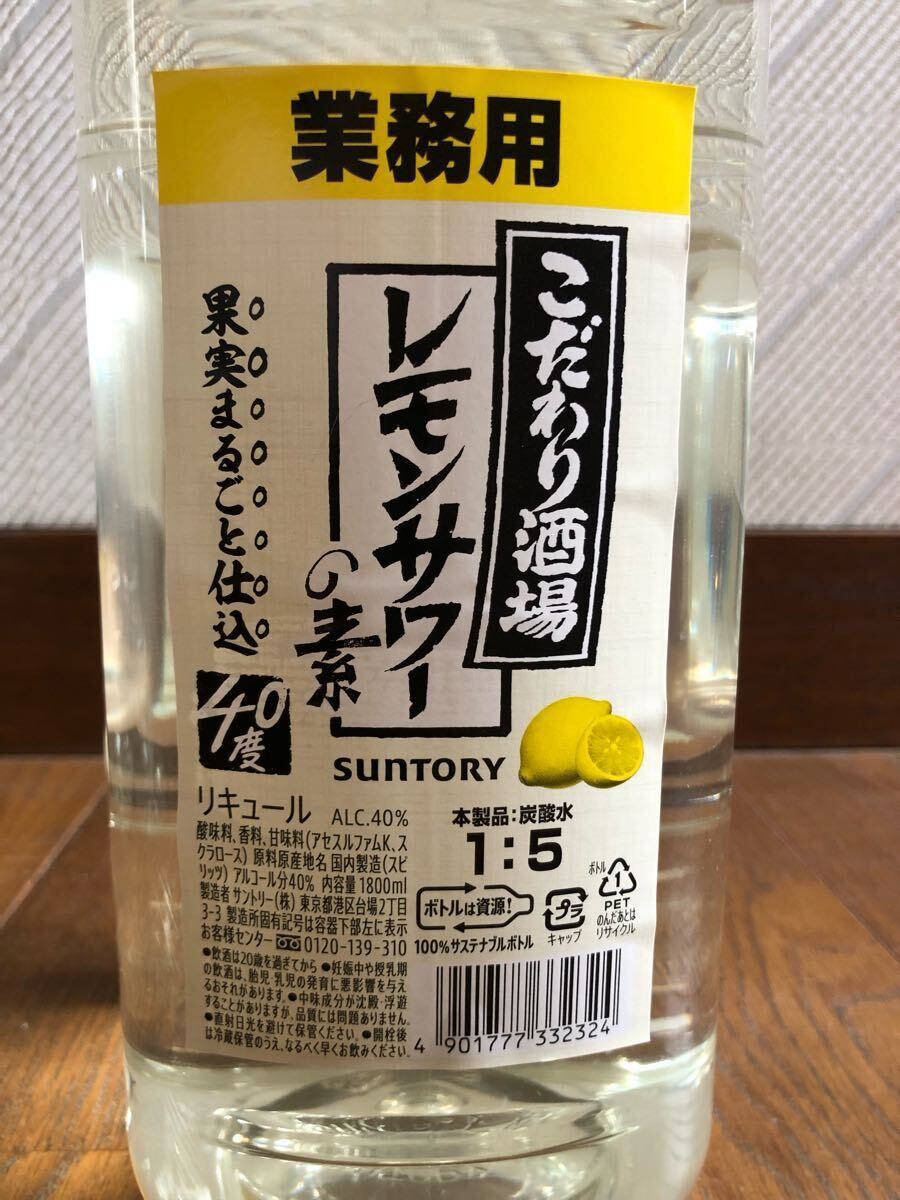 業務用
こだわり酒場
レモンサワー
の素
果実まるごと仕込
40度
SUNTORY
リキュール ALC.40%
酸味料、香料、甘味料(アセスルファムK、ス
クラロース) 原料原産地名 国内製造(スピ
リッツ) アルコール分40% 内容量 1800ml
製造者 サントリー(株) 東京都港区台場2丁目
3-3 製造所固有記号は容器下部左に表示
お客様センター 0120-139-310
●飲酒は20歳を過ぎてから ●妊娠中や授乳期
の飲酒は、胎児・乳児の発育に悪影響を与え
るおそれがあります。●中味成分が沈殿・浮遊
することがありますが、品質には問題ありません。
●直射日光を避けて保管ください。●開栓後
は冷蔵保管のうえ、なるべく早くお飲みください。
本製品:炭酸水
1:5
ボトルは資源!
100%サステナブルボトル
プラ
キャップ
ボトル
1
PET
のんだあとは
リサイクル
4 901777 332324